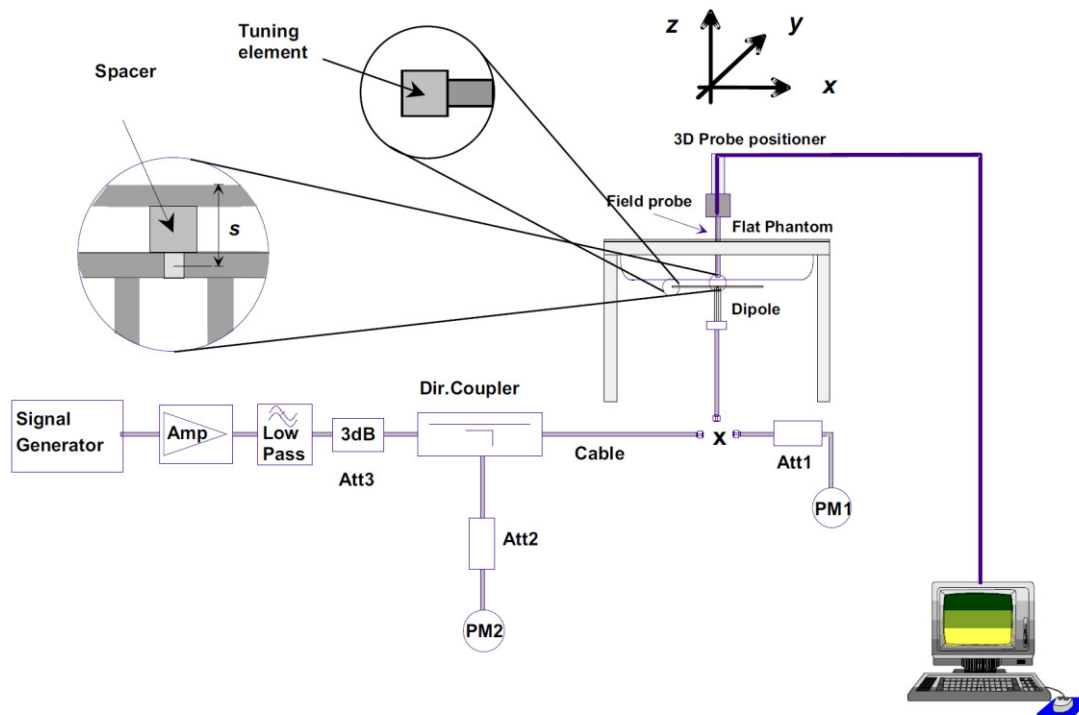 Tuning
element
z
y
x
Spacer
3D Probe positioner
s
Field probe
Flat Phantom
Dipole
Dir.Coupler
Signal
Generator
Amp
Low
Pass
3dB
Att3
Cable
x
Att1
PM1
Att2
PM2